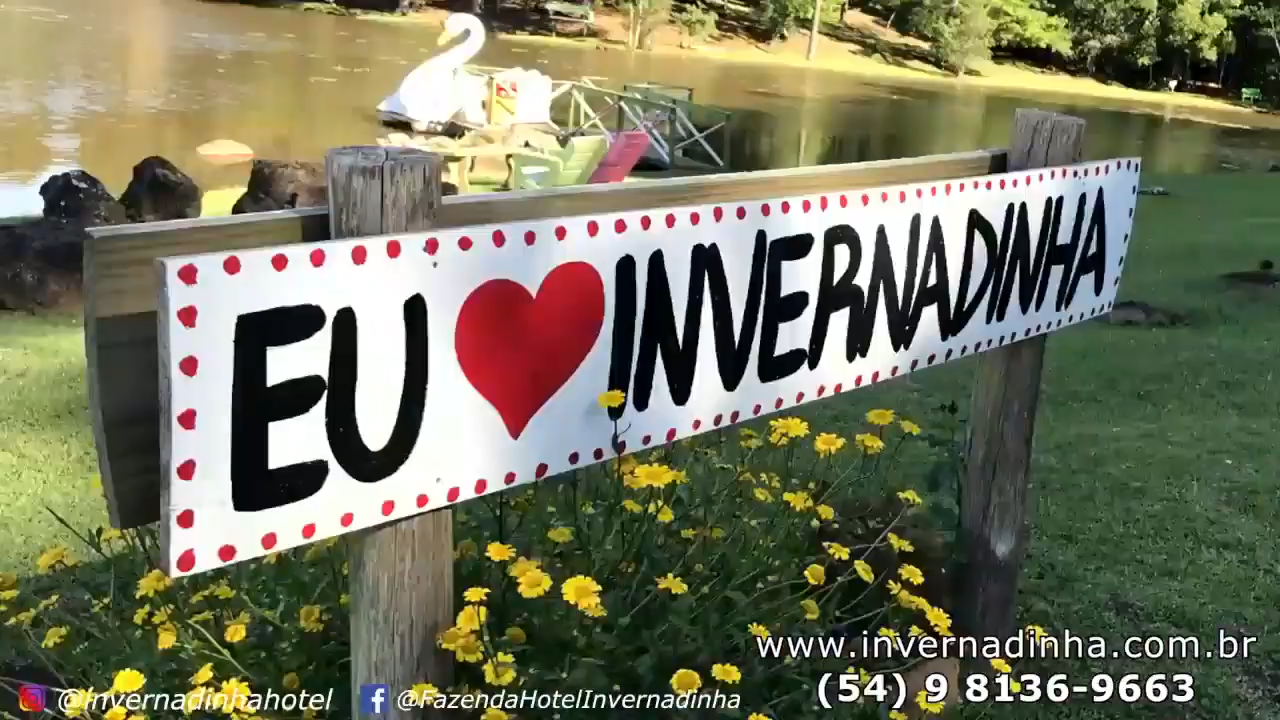 EU ❤ INVERNADINHA
www.invernadinha.com.br
(54) 9 8136-9663
@Invernadinhahotel
@FazendaHotelInvernadinha